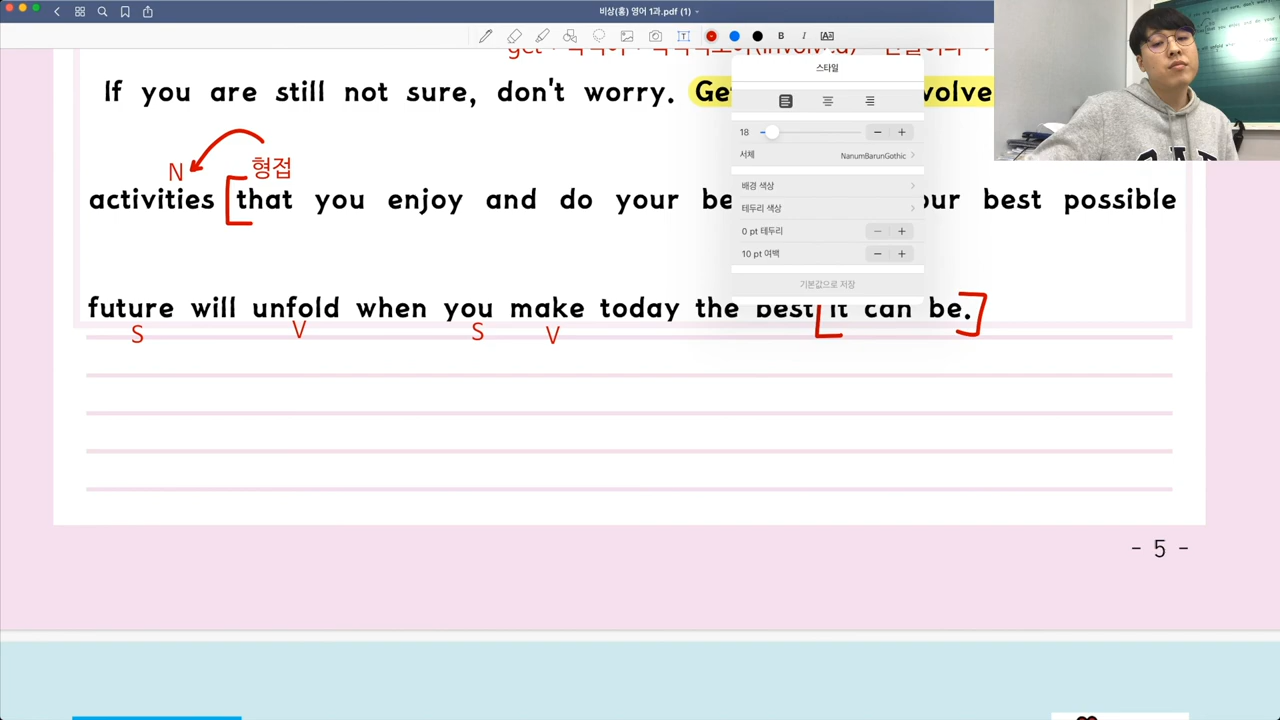 비상(홍) 영어 1과.pdf (1)
T
B I A
스타일
If you are still not sure, don't worry. Ge volve
18
서체 NanumBarunGothic
N 형접
배경 색상
activities [that you enjoy and do your be our best possible
테두리 색상
0 pt 테두리
10 pt 여백
기본값으로 저장
future will unfold when you make today the best [it can be.]
S V S V
- 5 -